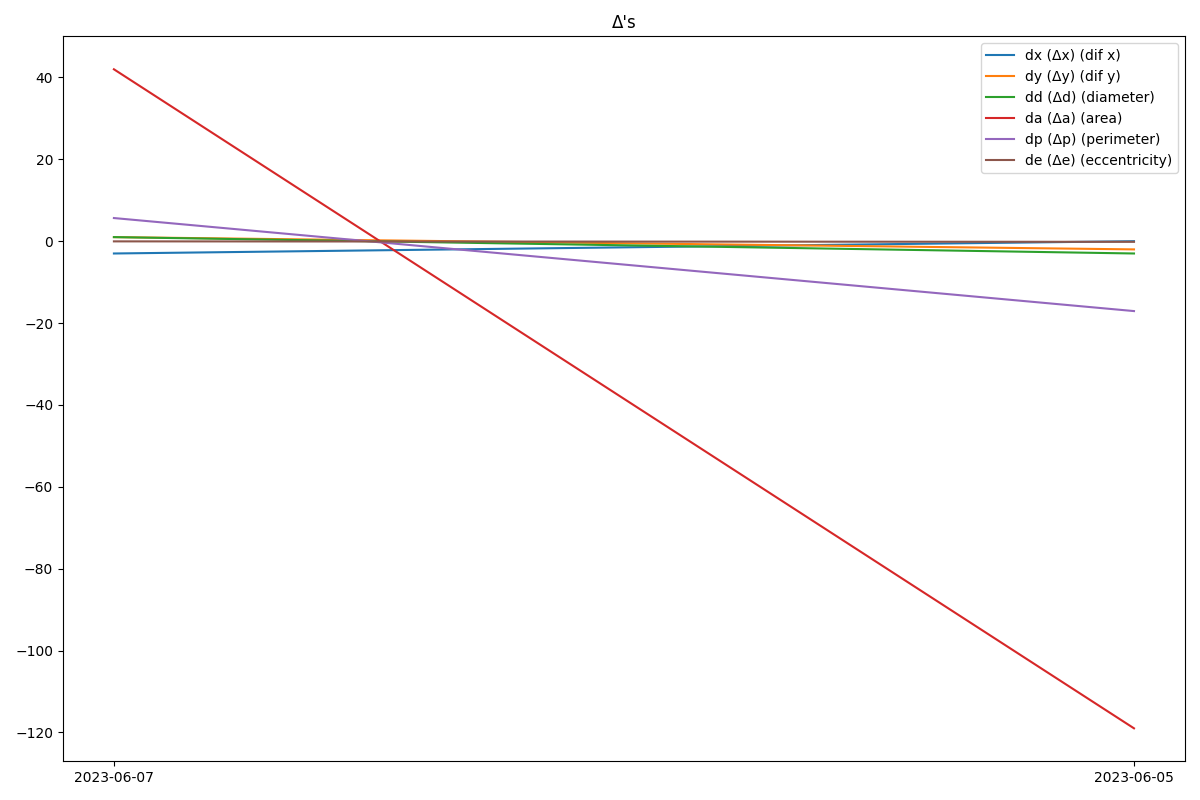 Δ's
dx (Δx) (dif x)
dy (Δy) (dif y)
dd (Δd) (diameter)
da (Δa) (area)
dp (Δp) (perimeter)
de (Δe) (eccentricity)
40
20
0
−20
−40
−60
−80
−100
−120
2023-06-07 2023-06-05